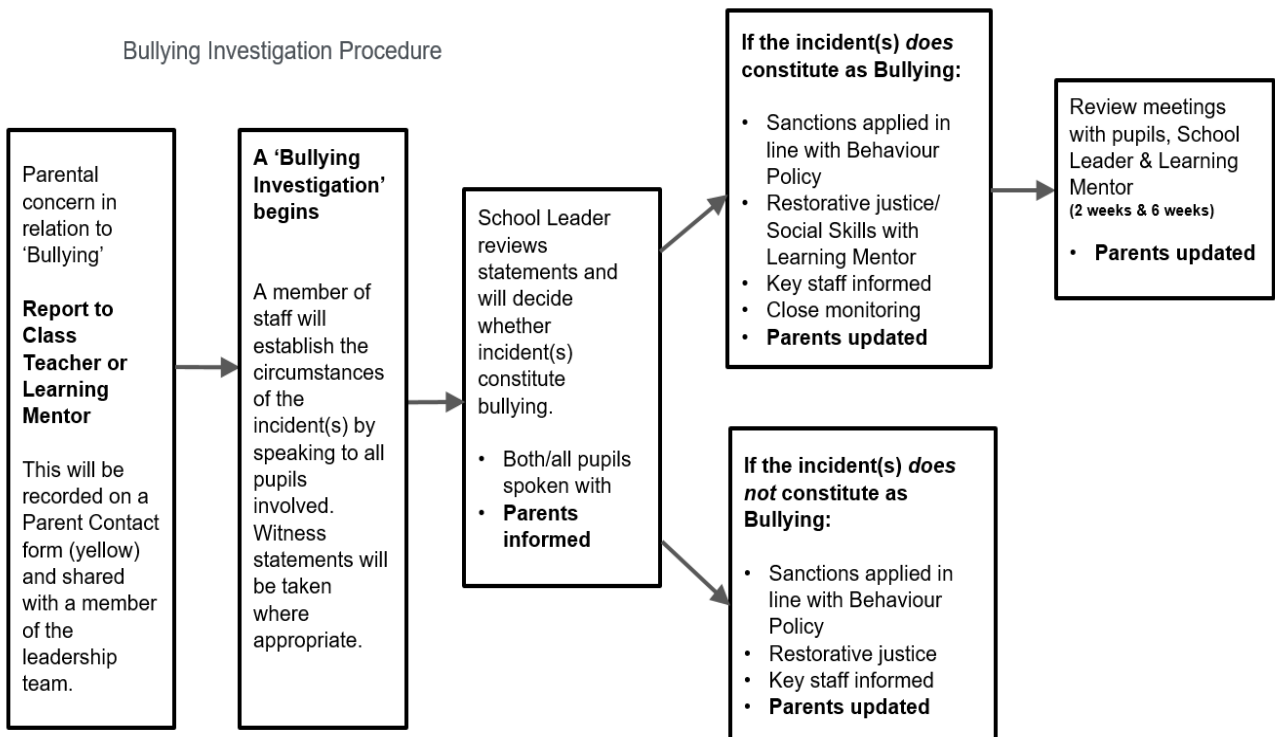 Bullying Investigation Procedure
Parental
concern in
relation to
‘Bullying’
Report to
Class
Teacher or
Learning
Mentor
This will be
recorded on a
Parent Contact
form (yellow)
and shared
with a member
of the
leadership
team.
A ‘Bullying
Investigation’
begins
A member of
staff will
establish the
circumstances
of the
incident(s) by
speaking to all
pupils
involved.
Witness
statements will
be taken
where
appropriate.
School Leader
reviews
statements and
will decide
whether
incident(s)
constitute
bullying.
• Both/all pupils
spoken with
• Parents
informed
If the incident(s) does
constitute as Bullying:
• Sanctions applied in
line with Behaviour
Policy
• Restorative justice/
Social Skills with
Learning Mentor
• Key staff informed
• Close monitoring
• Parents updated
Review meetings
with pupils, School
Leader & Learning
Mentor
(2 weeks & 6 weeks)
• Parents updated
If the incident(s) does
not constitute as
Bullying:
• Sanctions applied in
line with Behaviour
Policy
• Restorative justice
• Key staff informed
• Parents updated